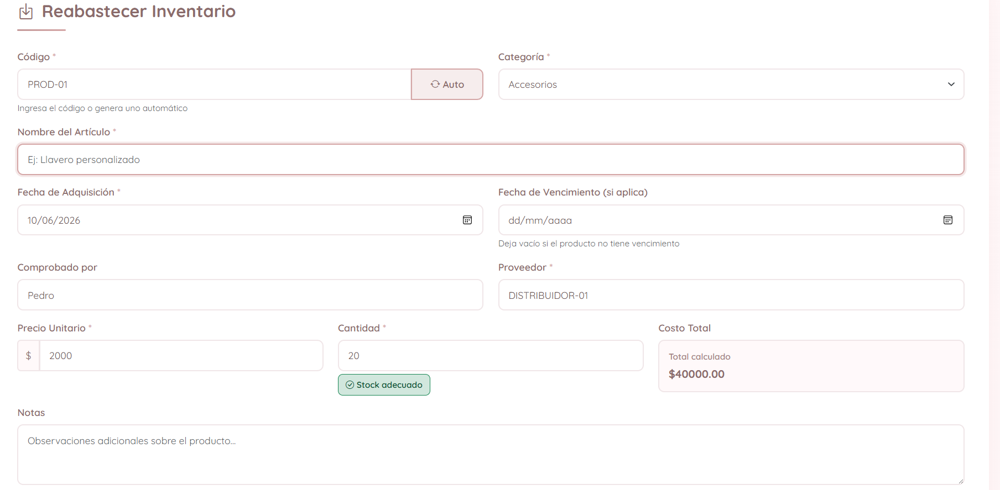 Reabastecer Inventario
Código *
Categoría *
PROD-01
Auto
Accesorios
Ingresa el código o genera uno automático
Nombre del Artículo *
Ej: Llavero personalizado
Fecha de Adquisición *
Fecha de Vencimiento (si aplica)
10/06/2026
dd/mm/aaaa
Deja vacío si el producto no tiene vencimiento
Comprobado por
Proveedor *
Pedro
DISTRIBUIDOR-01
Precio Unitario *
Cantidad *
Costo Total
$ 2000
20
Total calculado
$40000.00
Stock adecuado
Notas
Observaciones adicionales sobre el producto...